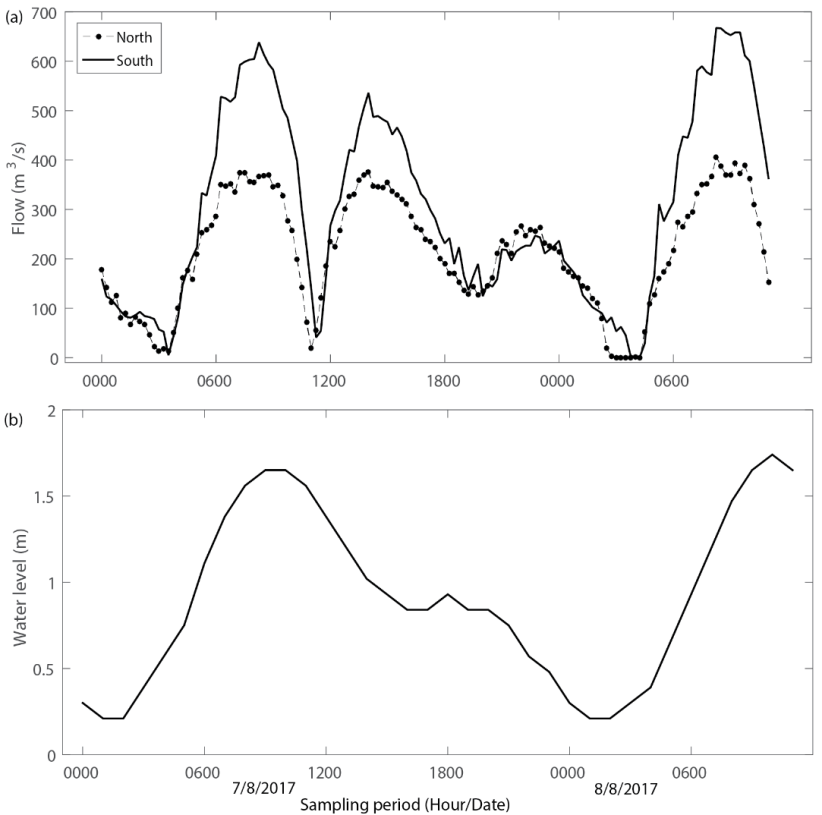 (a)
700
600
500
400
300
200
100
0
Flow (m³/s)
North
South
0000 0600 1200 1800 0000 0600
(b)
2
1.5
1
0.5
0
Water level (m)
0000 0600 1200 1800 0000 0600
7/8/2017 8/8/2017
Sampling period (Hour/Date)